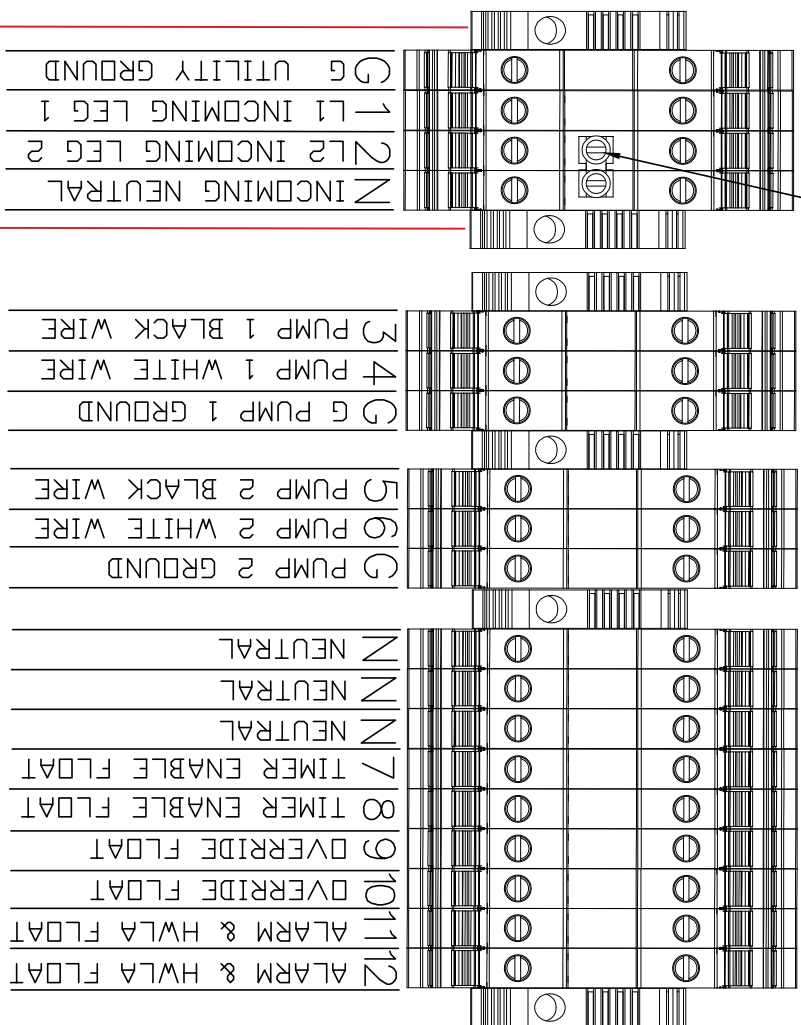 G G UTILITY GROUND
1 L1 INCOMING LEG 1
2 L2 INCOMING LEG 2
N INCOMING NEUTRAL
3 PUMP 1 BLACK WIRE
4 PUMP 1 WHITE WIRE
G G PUMP 1 GROUND
5 PUMP 2 BLACK WIRE
6 PUMP 2 WHITE WIRE
G PUMP 2 GROUND
N NEUTRAL
N NEUTRAL
N NEUTRAL
7 TIMER ENABLE FLOAT
8 TIMER ENABLE FLOAT
9 OVERRIDE FLOAT
10 OVERRIDE FLOAT
11 ALARM & HWLA FLOAT
12 ALARM & HWLA FLOAT